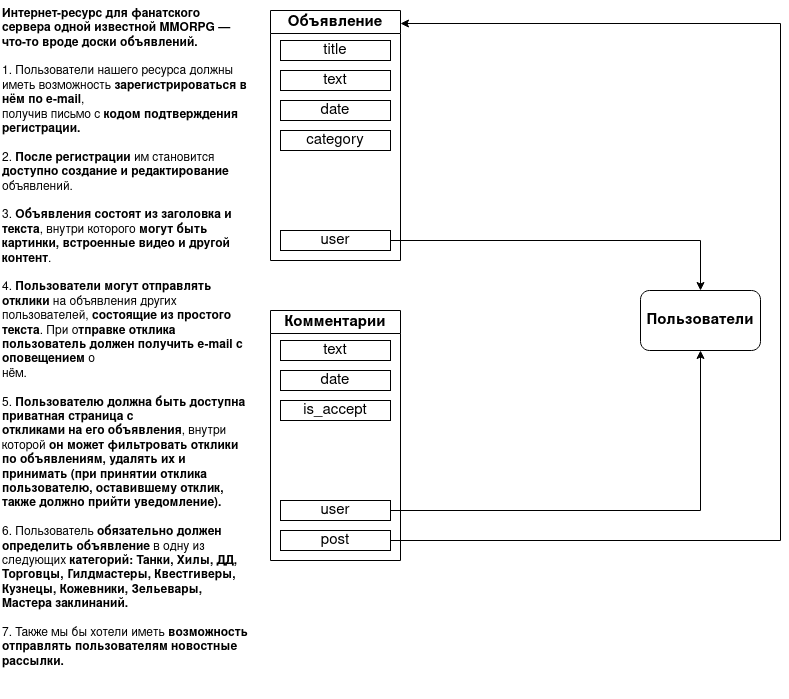 Интернет-ресурс для фанатского
сервера одной известной MMORPG —
что-то вроде доски объявлений.
1. Пользователи нашего ресурса должны
иметь возможность зарегистрироваться в
нём по e-mail,
получив письмо с кодом подтверждения
регистрации.
2. После регистрации им становится
доступно создание и редактирование
объявлений.
3. Объявления состоят из заголовка и
текста, внутри которого могут быть
картинки, встроенные видео и другой
контент.
4. Пользователи могут отправлять
отклики на объявления других
пользователей, состоящие из простого
текста. При отправке отклика
пользователь должен получить e-mail с
оповещением о
нём.
5. Пользователю должна быть доступна
приватная страница с
откликами на его объявления, внутри
которой он может фильтровать отклики
по объявлениям, удалять их и
принимать (при принятии отклика
пользователю, оставившему отклик,
также должно прийти уведомление).
6. Пользователь обязательно должен
определить объявление в одну из
следующих категорий: Танки, Хилы, ДД,
Торговцы, Гилдмастеры, Квестгиверы,
Кузнецы, Кожевники, Зельевары,
Мастера заклинаний.
7. Также мы бы хотели иметь возможность
отправлять пользователям новостные
рассылки.
Объявление
title
text
date
category
user
Комментарии
text
date
is_accept
user
post
Пользователи